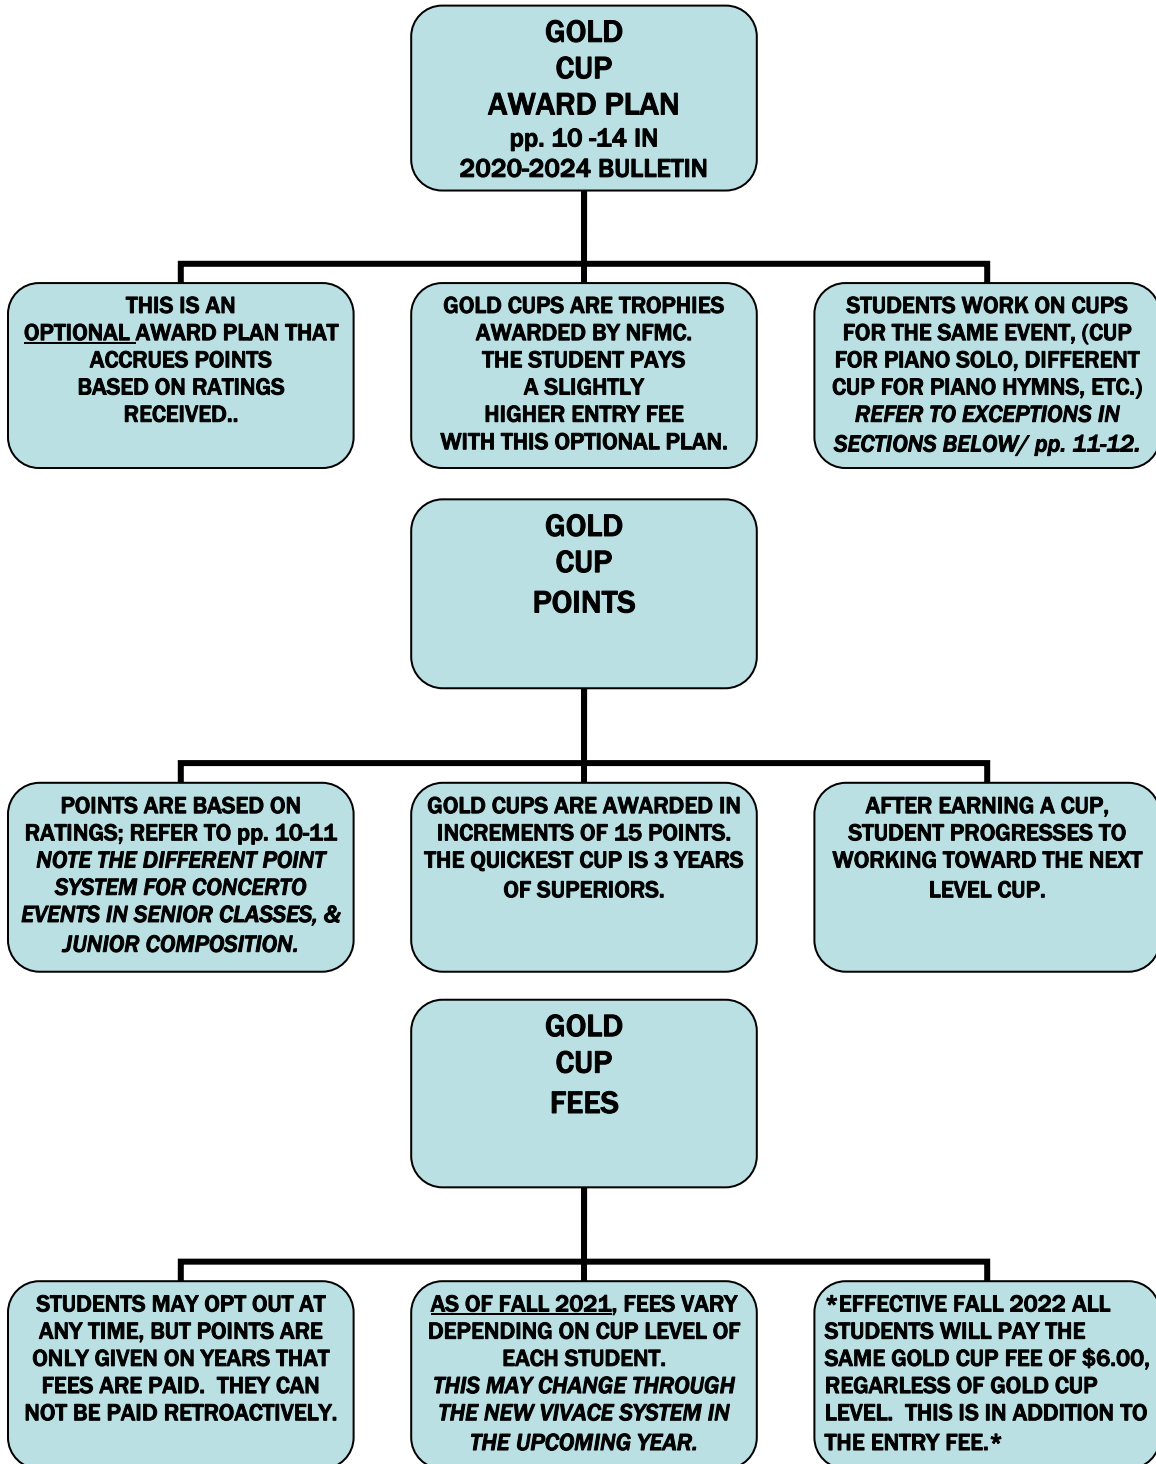 GOLD
CUP
AWARD PLAN
pp. 10 -14 IN
2020-2024 BULLETIN
THIS IS AN
OPTIONAL AWARD PLAN THAT
ACCRUES POINTS
BASED ON RATINGS
RECEIVED..
GOLD CUPS ARE TROPHIES
AWARDED BY NFMC.
THE STUDENT PAYS
A SLIGHTLY
HIGHER ENTRY FEE
WITH THIS OPTIONAL PLAN.
STUDENTS WORK ON CUPS
FOR THE SAME EVENT, (CUP
FOR PIANO SOLO, DIFFERENT
CUP FOR PIANO HYMNS, ETC.)
REFER TO EXCEPTIONS IN
SECTIONS BELOW/ pp. 11-12.
GOLD
CUP
POINTS
POINTS ARE BASED ON
RATINGS; REFER TO pp. 10-11
NOTE THE DIFFERENT POINT
SYSTEM FOR CONCERTO
EVENTS IN SENIOR CLASSES, &
JUNIOR COMPOSITION.
GOLD CUPS ARE AWARDED IN
INCREMENTS OF 15 POINTS.
THE QUICKEST CUP IS 3 YEARS
OF SUPERIORS.
AFTER EARNING A CUP,
STUDENT PROGRESSES TO
WORKING TOWARD THE NEXT
LEVEL CUP.
GOLD
CUP
FEES
STUDENTS MAY OPT OUT AT
ANY TIME, BUT POINTS ARE
ONLY GIVEN ON YEARS THAT
FEES ARE PAID.  THEY CAN
NOT BE PAID RETROACTIVELY.
AS OF FALL 2021, FEES VARY
DEPENDING ON CUP LEVEL OF
EACH STUDENT.
THIS MAY CHANGE THROUGH
THE NEW VIVACE SYSTEM IN
THE UPCOMING YEAR.
*EFFECTIVE FALL 2022 ALL
STUDENTS WILL PAY THE
SAME GOLD CUP FEE OF $6.00,
REGARLESS OF GOLD CUP
LEVEL.  THIS IS IN ADDITION TO
THE ENTRY FEE.*